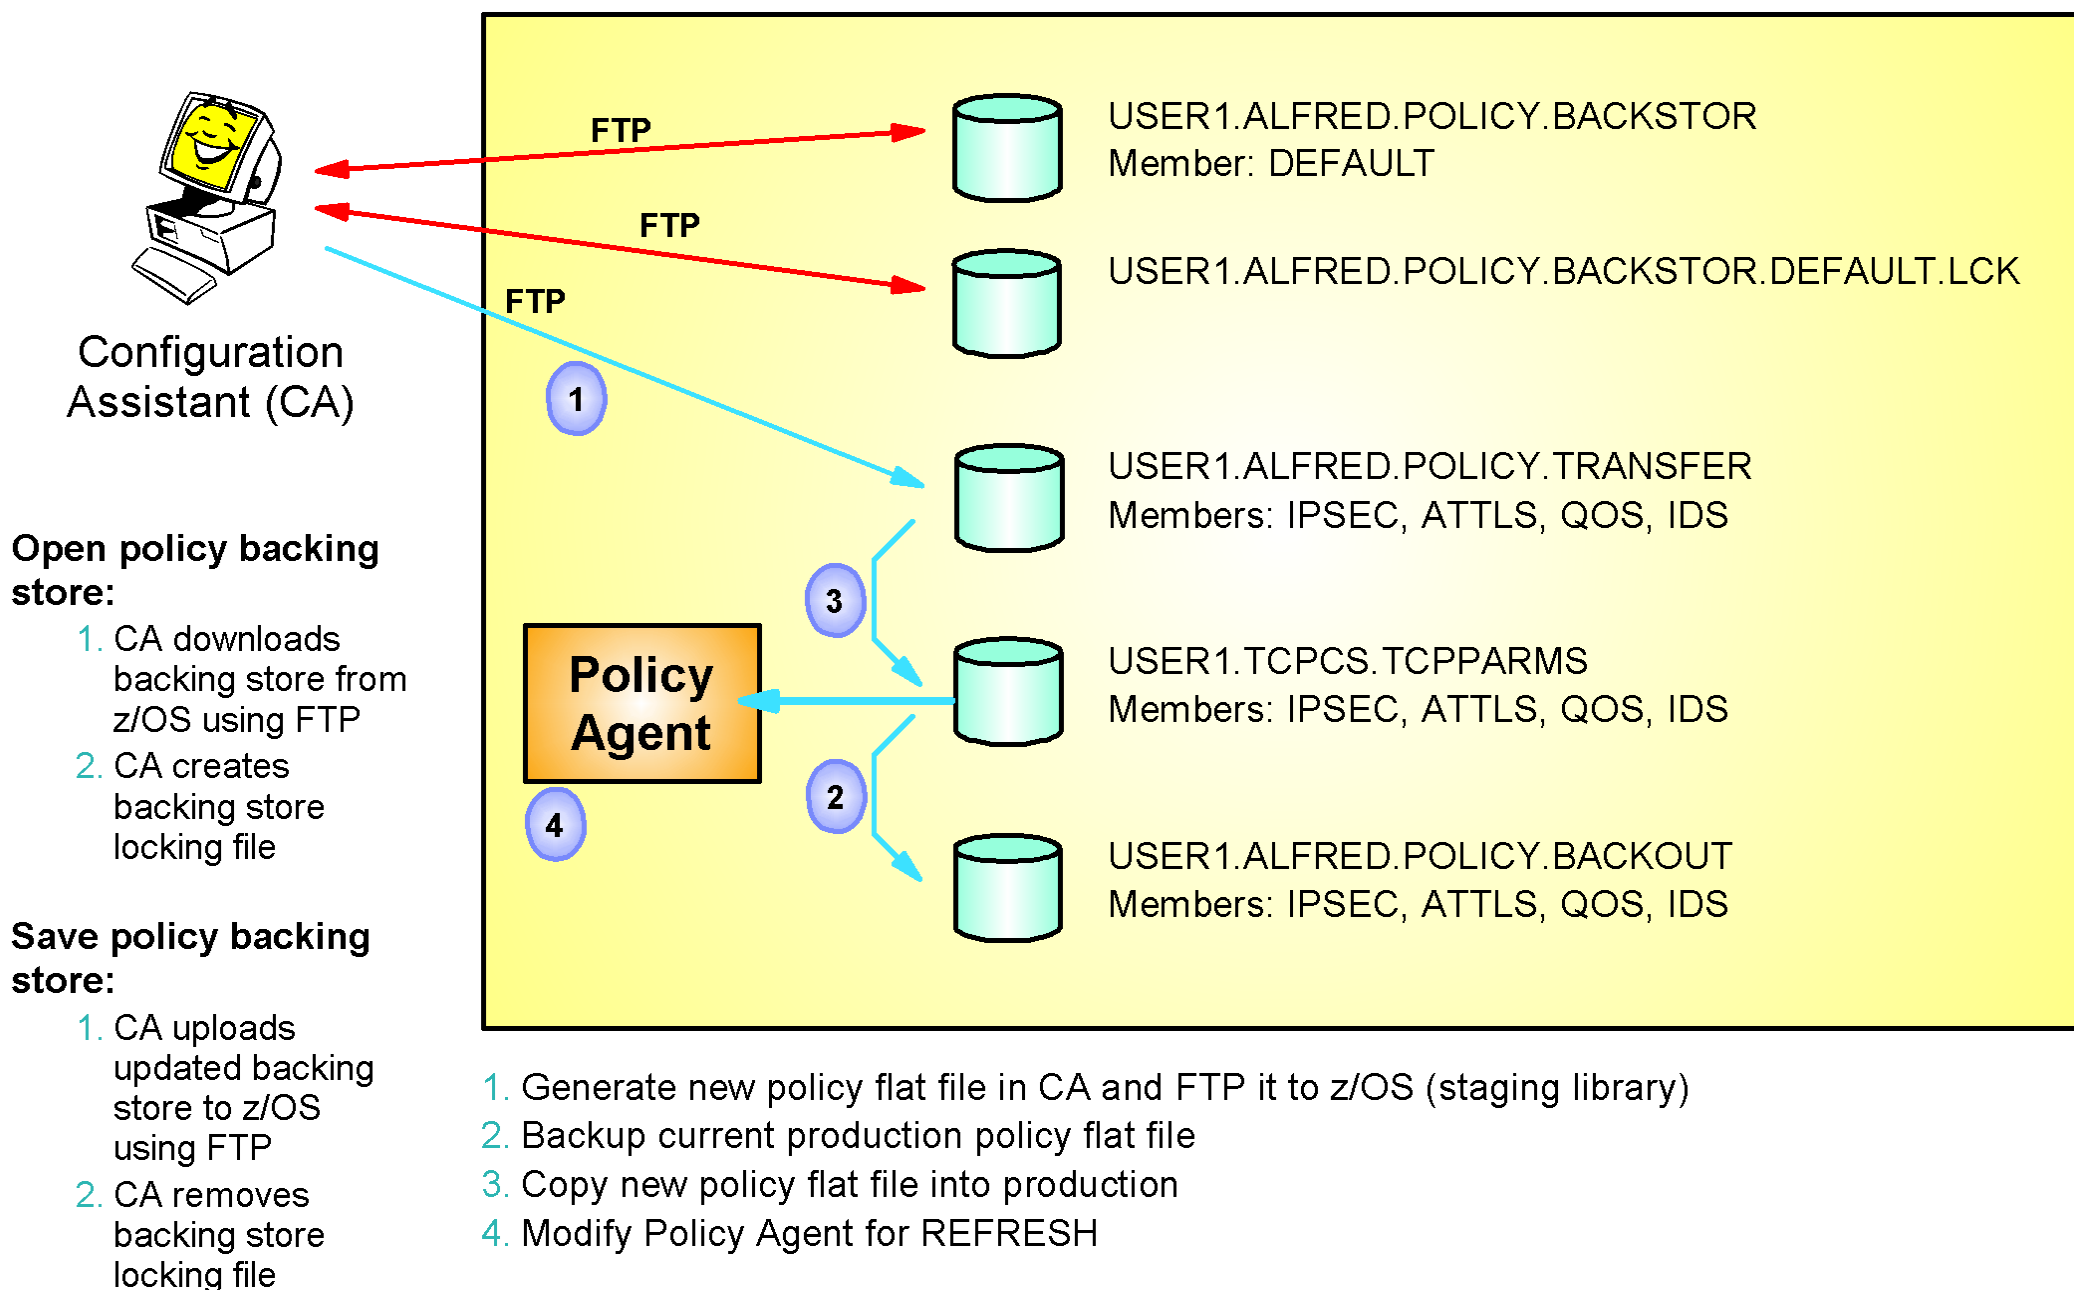 FTP
FTP
FTP
1
Configuration
Assistant (CA)
USER1.ALFRED.POLICY.BACKSTOR
Member: DEFAULT
USER1.ALFRED.POLICY.BACKSTOR.DEFAULT.LCK
USER1.ALFRED.POLICY.TRANSFER
Members: IPSEC, ATTLS, QOS, IDS
3
Policy
Agent
4
USER1.TCPCS.TCPPARMS
Members: IPSEC, ATTLS, QOS, IDS
2
USER1.ALFRED.POLICY.BACKOUT
Members: IPSEC, ATTLS, QOS, IDS
Open policy backing
store:
1. CA downloads
backing store from
z/OS using FTP
2. CA creates
backing store
locking file
Save policy backing
store:
1. CA uploads
updated backing
store to z/OS
using FTP
2. CA removes
backing store
locking file
1. Generate new policy flat file in CA and FTP it to z/OS (staging library)
2. Backup current production policy flat file
3. Copy new policy flat file into production
4. Modify Policy Agent for REFRESH